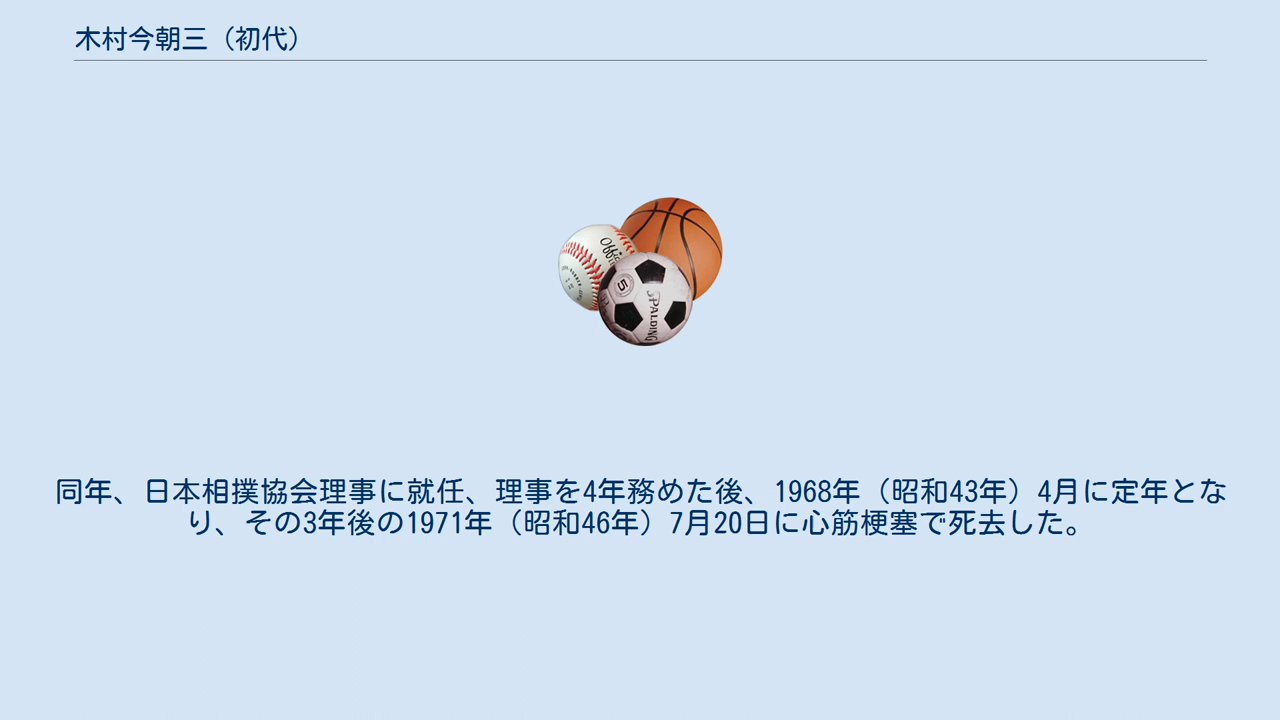 木村今朝三（初代）
Offici
5
SPALDING
同年、日本相撲協会理事に就任、理事を4年務めた後、1968年（昭和43年）4月に定年とな
り、その3年後の1971年（昭和46年）7月20日に心筋梗塞で死去した。